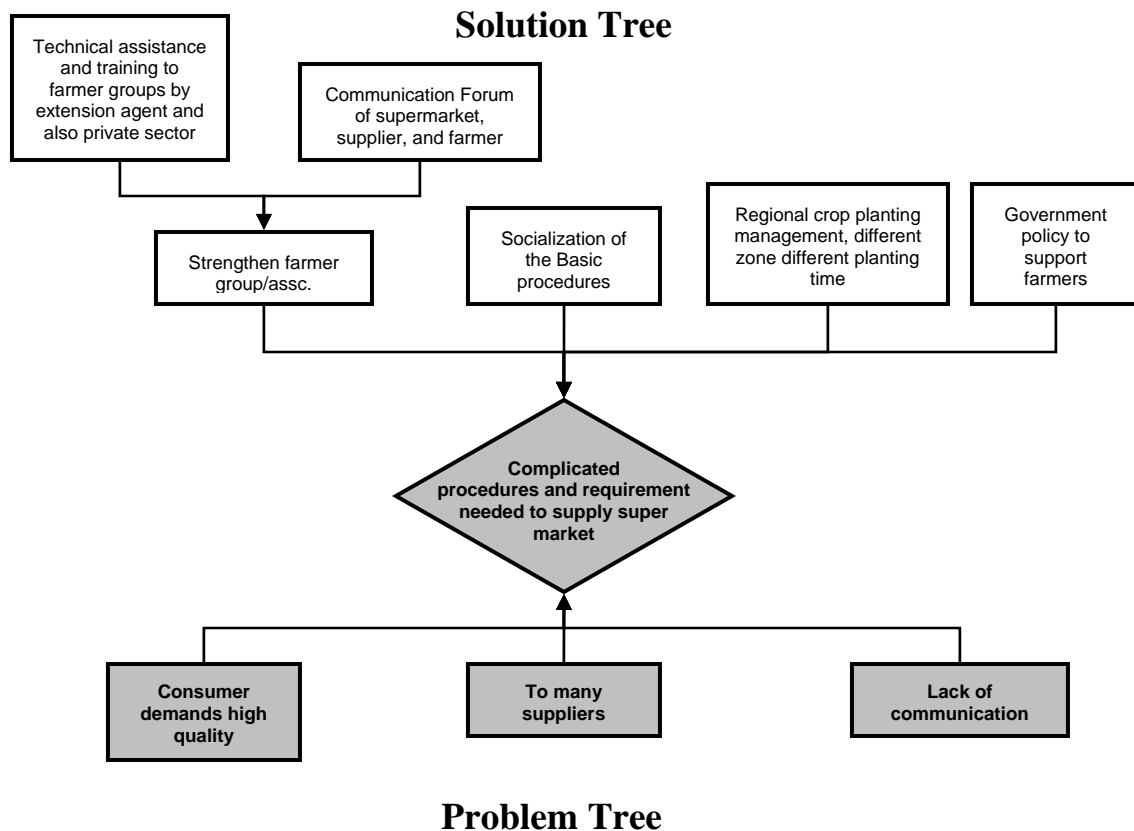 Solution Tree
Technical assistance
and training to
farmer groups by
extension agent and
also private sector
Communication Forum
of supermarket,
supplier, and farmer
Strengthen farmer
group/assc.
Socialization of
the Basic
procedures
Regional crop planting
management, different
zone different planting
time
Government
policy to
support
farmers
Complicated
procedures and requirement
needed to supply super
market
Consumer
demands high
quality
To many
suppliers
Lack of
communication
Problem Tree